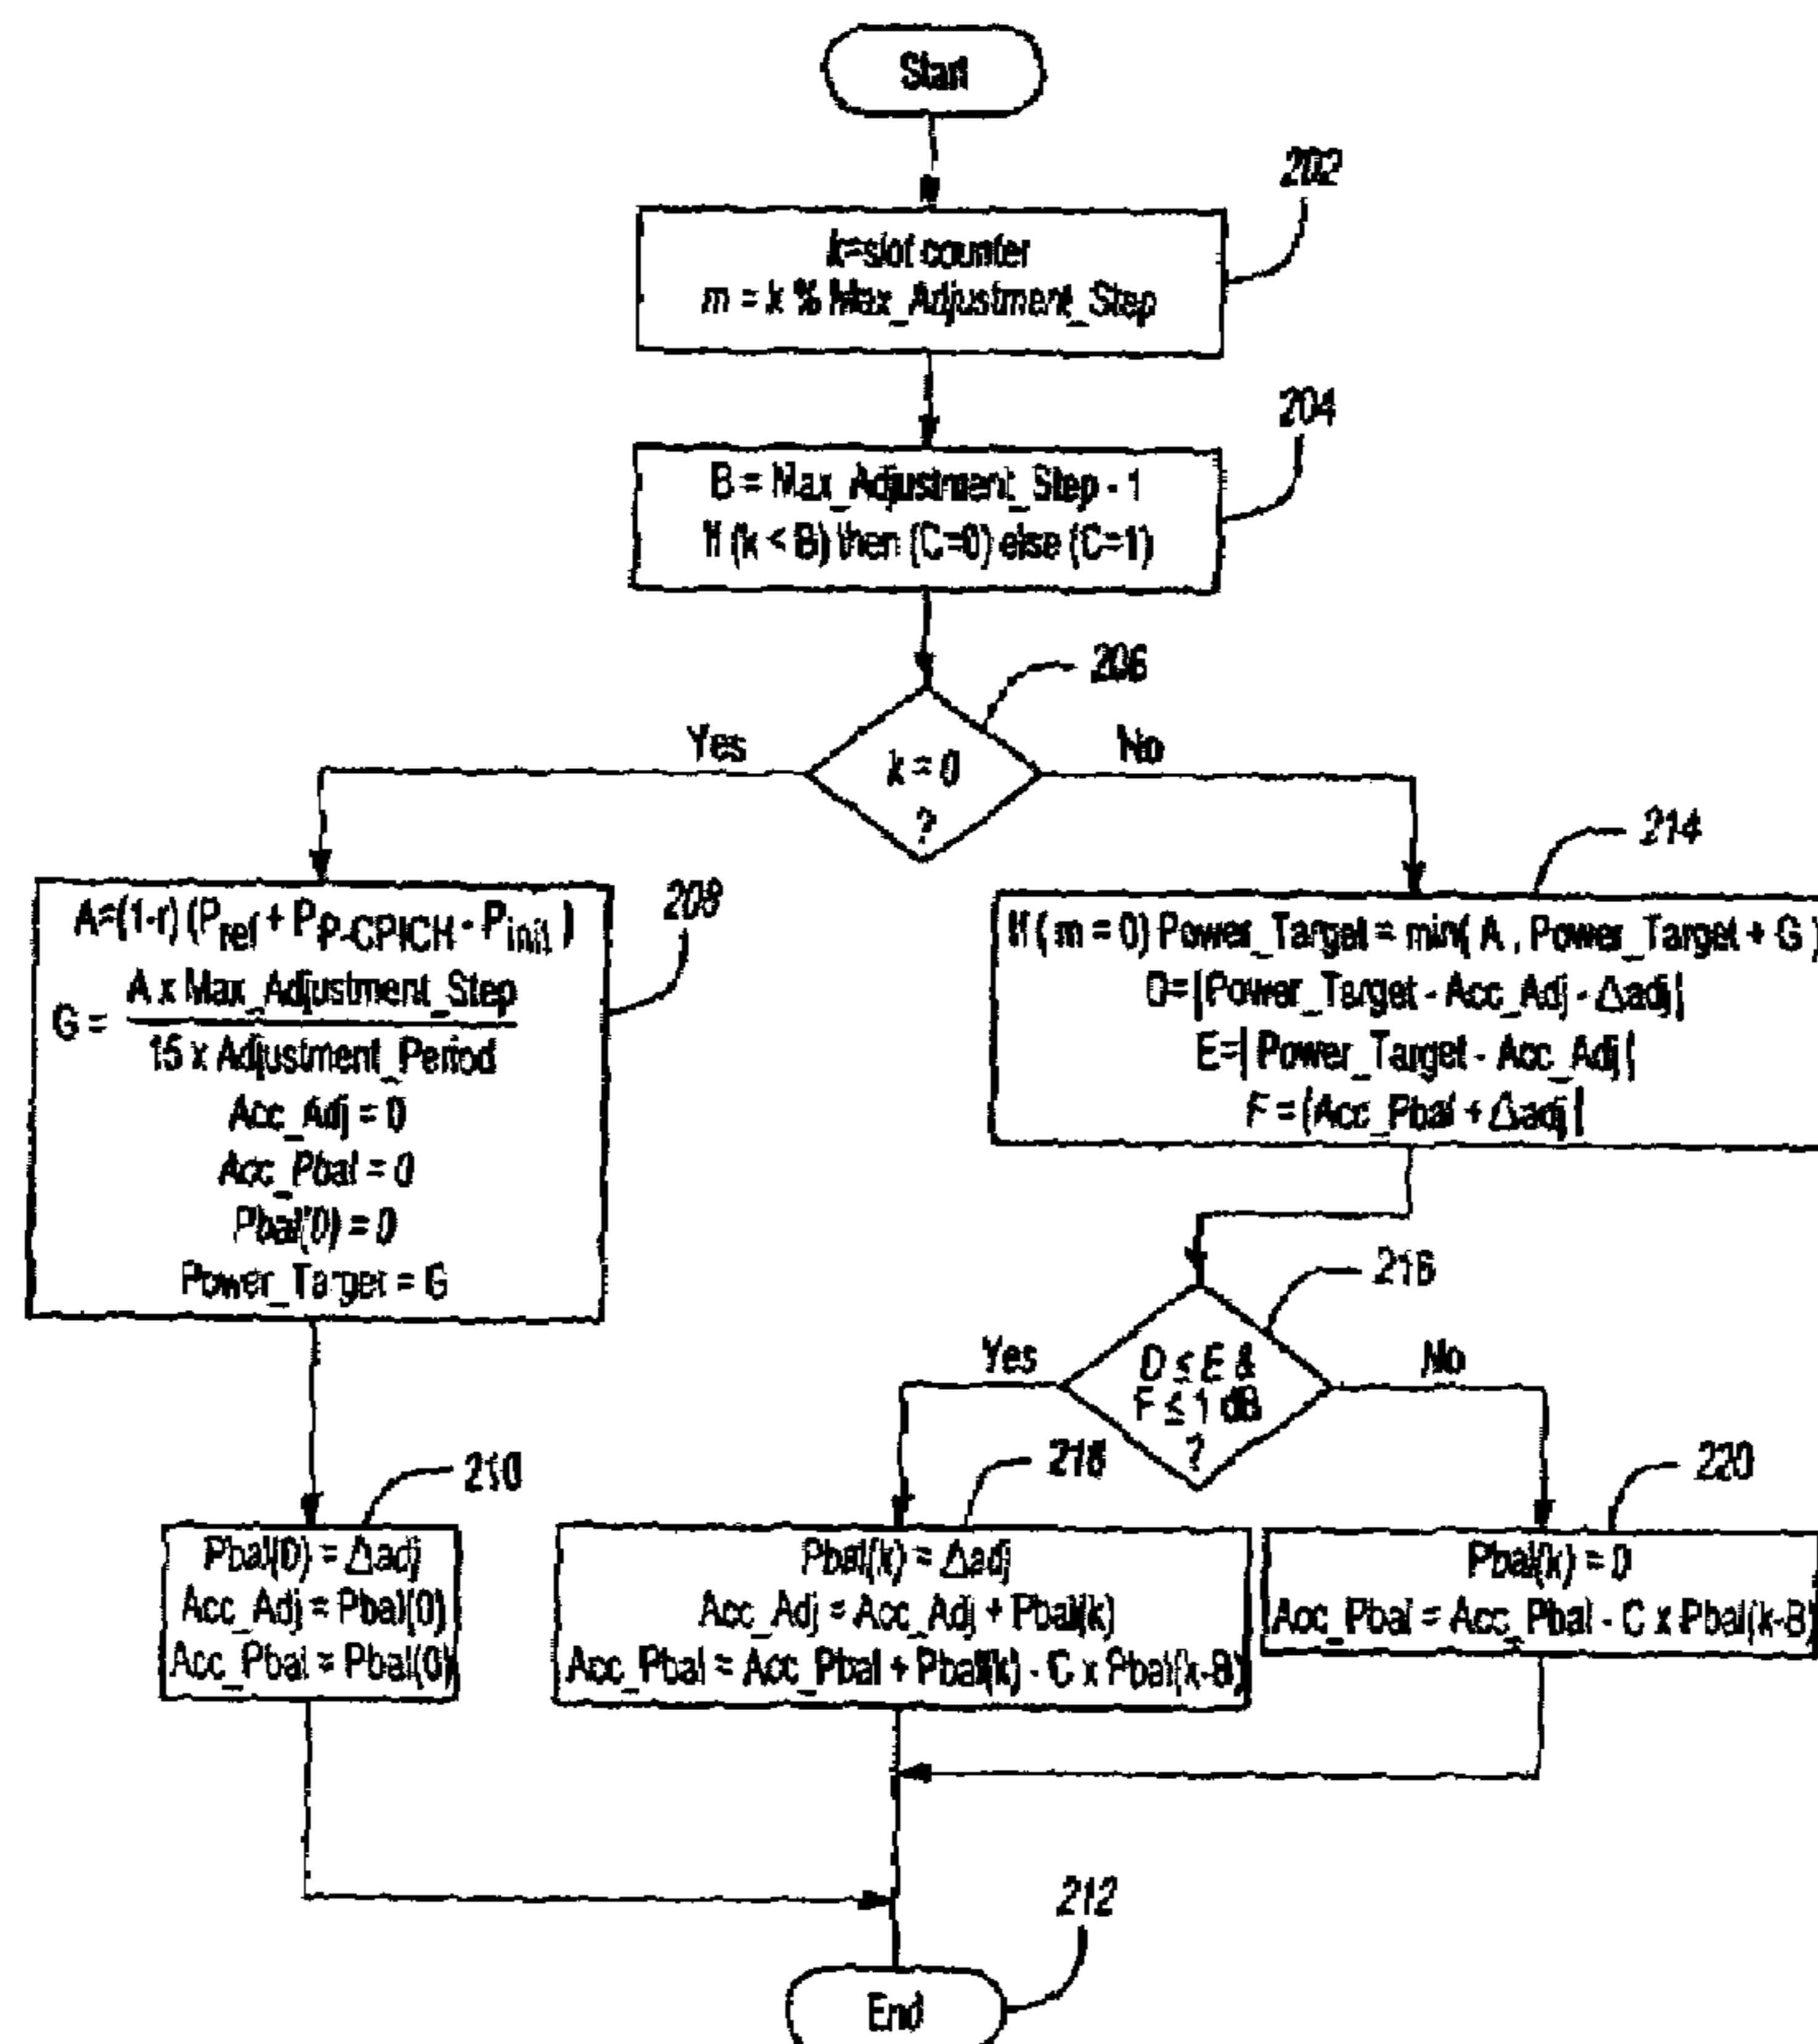 Start
202
k=slot counter
m = k % Max_Adjustment_Step
204
B = Max_Adjustment_Step - 1
If (k < B) then (C=0) else (C=1)
206
Yes
No
k = 0
?
208
A=(1-r) (Pref + PP-CPICH - Pinit )
G = A x Max_Adjustment_Step
15 x Adjustment_Period
Acc_Adj = 0
Acc_Pbal = 0
Pbal(0) = 0
Power_Target = G
214
If ( m = 0) Power_Target = min( A , Power_Target + G )
D=|Power_Target - Acc_Adj - Δadj|
E=| Power_Target - Acc_Adj|
F =|Acc_Pbal + Δadj|
216
Yes
No
D ≤ E &
F ≤ 1 dB
?
210
Pbal(0) = Δadj
Acc_Adj = Pbal(0)
Acc_Pbal = Pbal(0)
218
Pbal(k) = Δadj
Acc_Adj = Acc_Adj + Pbal(k)
Acc_Pbal = Acc_Pbal + Pbal(k) - C x Pbal(k-B)
220
Pbal(k) = 0
Acc_Pbal = Acc_Pbal - C x Pbal(k-B)
212
End